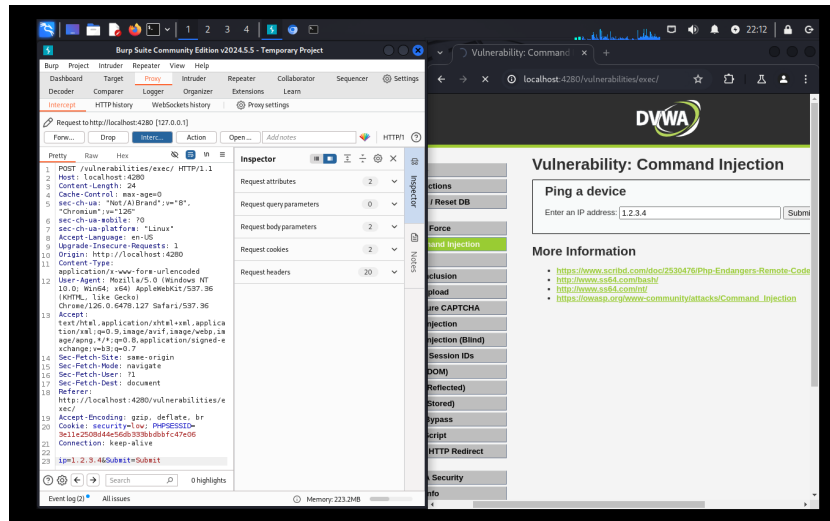 1 2 3 4
22:12
Burp Suite Community Edition v2024.5.5 - Temporary Project
Burp Project Intruder Repeater View Help
Dashboard Target Proxy Intruder Repeater Collaborator Sequencer Settings
Decoder Comparer Logger Organizer Extensions Learn
Intercept HTTP history WebSockets history Proxy settings
Request to http://localhost:4280 [127.0.0.1]
Forw... Drop Interc... Action Open ... Add notes HTTP/1
Pretty Raw Hex
1 POST /vulnerabilities/exec/ HTTP/1.1
2 Host: localhost:4280
3 Content-Length: 24
4 Cache-Control: max-age=0
5 sec-ch-ua: "Not/A)Brand";v="8",
"Chromium";v="126"
6 sec-ch-ua-mobile: ?0
7 sec-ch-ua-platform: "Linux"
8 Accept-Language: en-US
9 Upgrade-Insecure-Requests: 1
10 Origin: http://localhost:4280
11 Content-Type:
application/x-www-form-urlencoded
12 User-Agent: Mozilla/5.0 (Windows NT
10.0; Win64; x64) AppleWebKit/537.36
(KHTML, like Gecko)
Chrome/126.0.6478.127 Safari/537.36
13 Accept:
text/html,application/xhtml+xml,applica
tion/xml;q=0.9,image/avif,image/webp,im
age/apng,*/*;q=0.8,application/signed-e
xchange;v=b3;q=0.7
14 Sec-Fetch-Site: same-origin
15 Sec-Fetch-Mode: navigate
16 Sec-Fetch-User: ?1
17 Sec-Fetch-Dest: document
18 Referer:
http://localhost:4280/vulnerabilities/e
xec/
19 Accept-Encoding: gzip, deflate, br
20 Cookie: security=low; PHPSESSID=
3e11e2508d44e56db333bbdbbfc47e06
21 Connection: keep-alive
22
23 ip=1.2.3.4&Submit=Submit
Search 0 highlights
Event log (2) All issues
Memory: 223.2MB
Inspector
Request attributes 2
Request query parameters 0
Request body parameters 2
Request cookies 2
Request headers 20
Inspector
Notes
Vulnerability: Command
localhost:4280/vulnerabilities/exec/
DVWA
ctions
/ Reset DB
Force
mand Injection
nclusion
pload
ure CAPTCHA
njection
njection (Blind)
Session IDs
DOM)
Reflected)
Stored)
Bypass
Script
HTTP Redirect
Security
nfo
Vulnerability: Command Injection
Ping a device
Enter an IP address: 1.2.3.4 Submi
More Information
https://www.scribd.com/doc/2530476/Php-Endangers-Remote-Code
http://www.ss64.com/bash/
http://www.ss64.com/nt/
https://owasp.org/www-community/attacks/Command_Injection